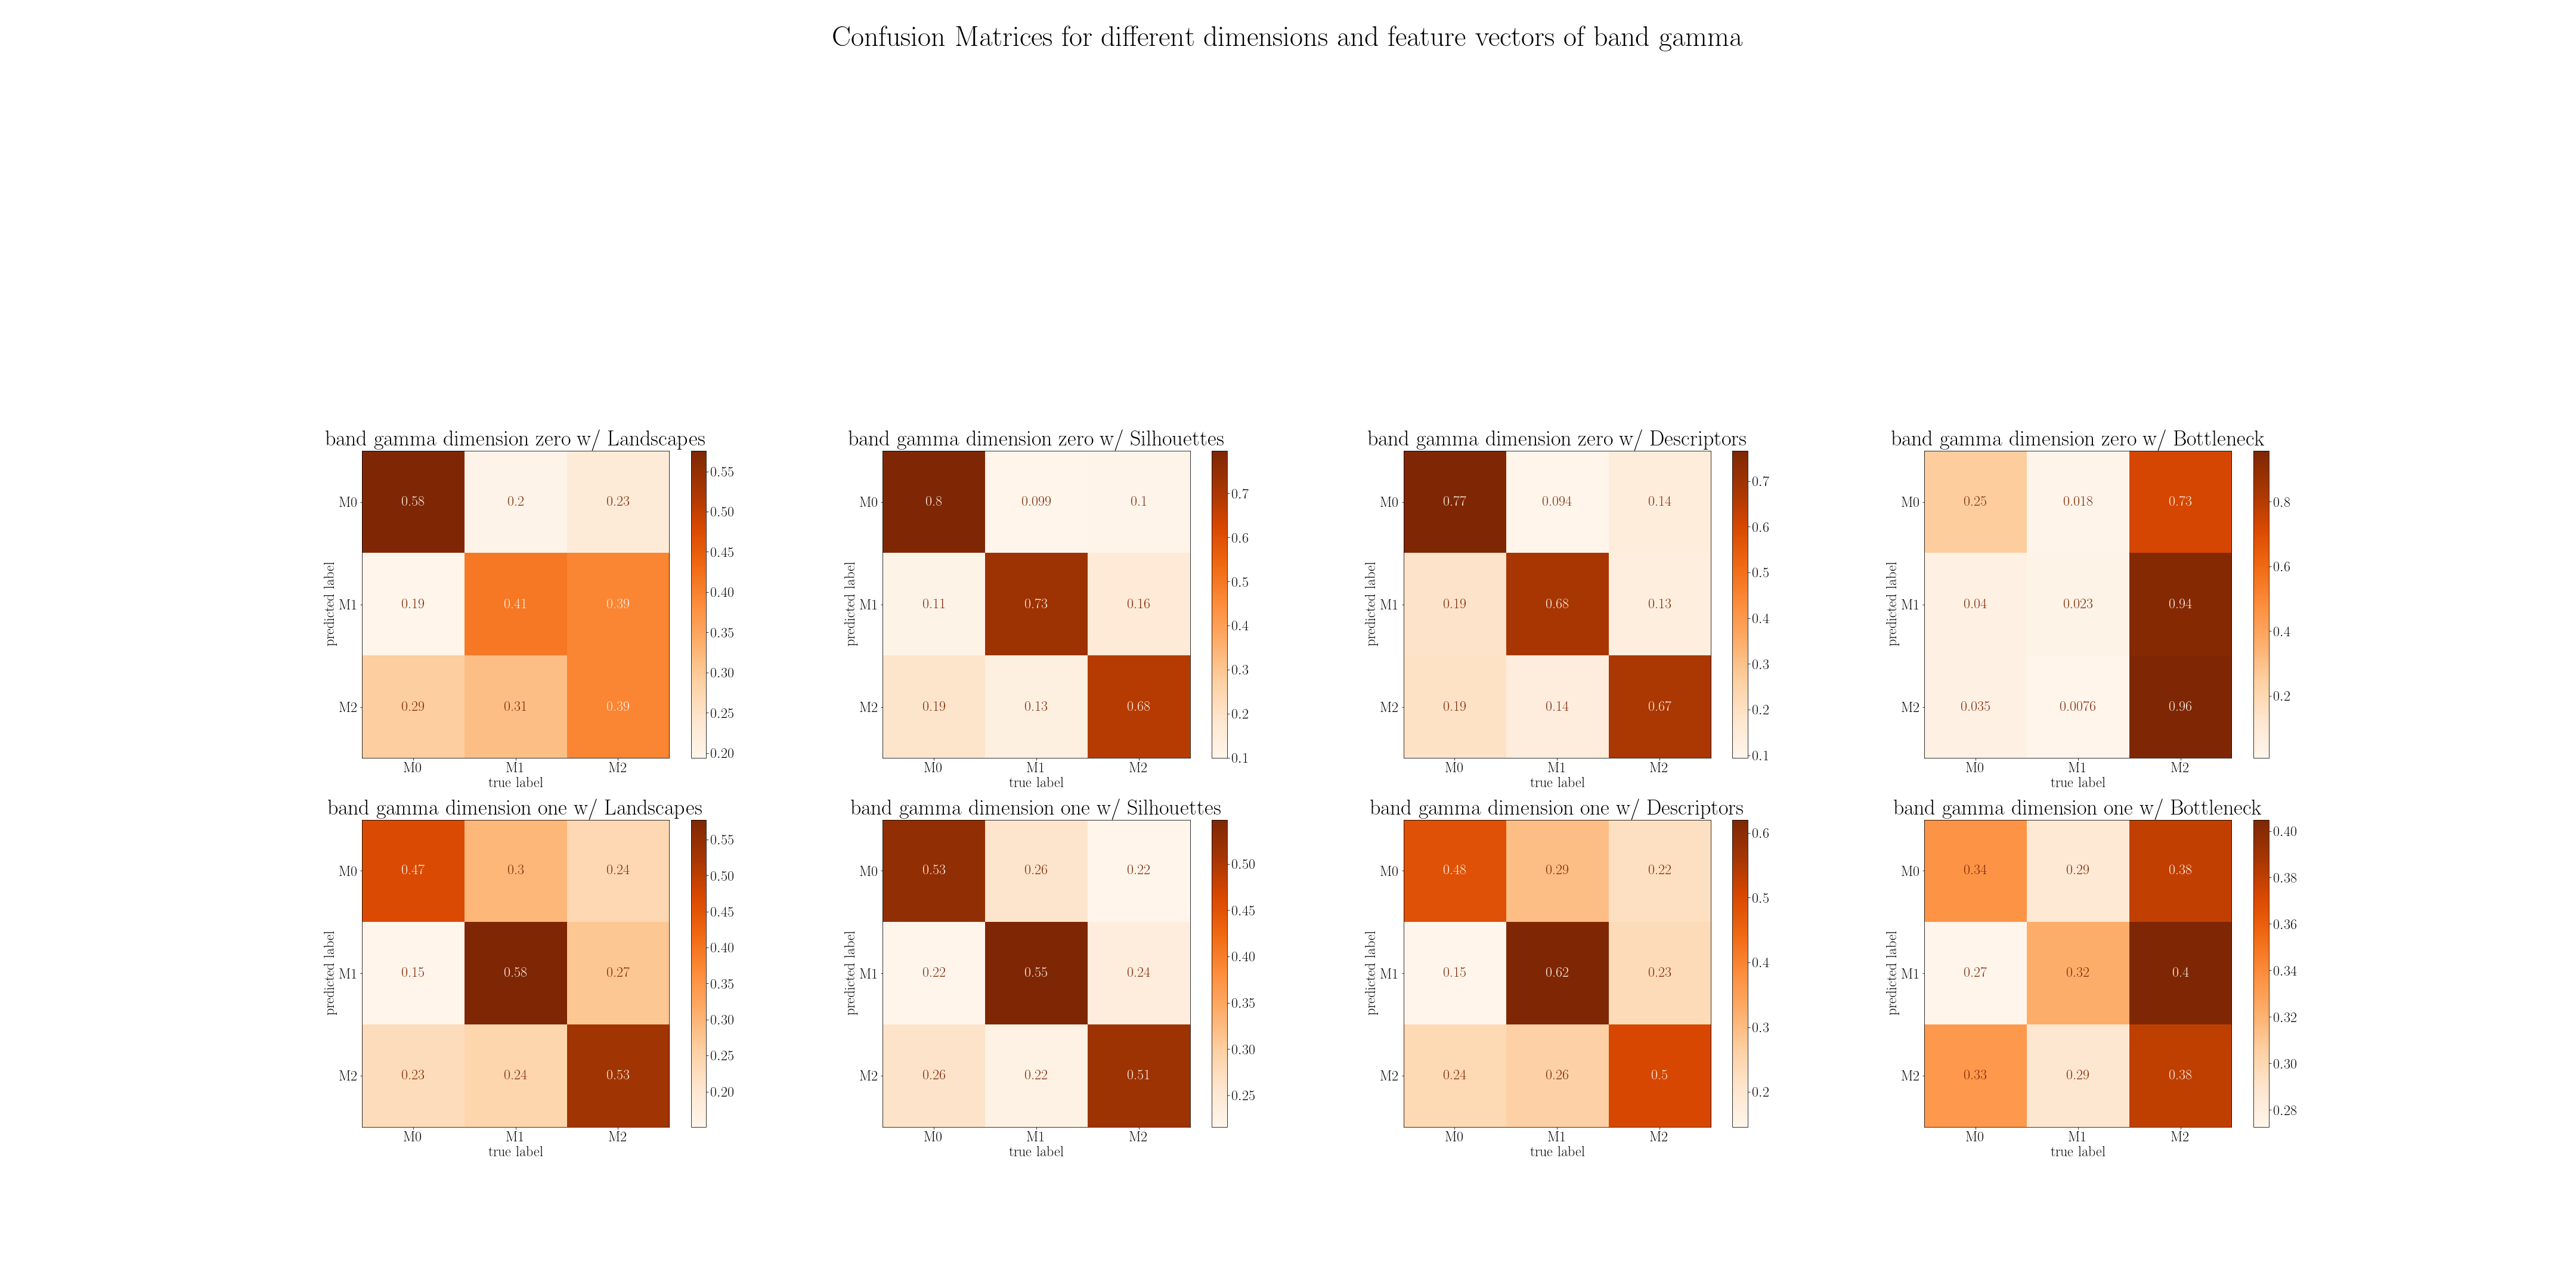 Confusion Matrices for different dimensions and feature vectors of band gamma
band gamma dimension zero w/ Landscapes
predicted label
M0 0.58 0.2 0.23
M1 0.19 0.41 0.39
M2 0.29 0.31 0.39
M0 M1 M2
true label
0.55
0.50
0.45
0.40
0.35
0.30
0.25
0.20
band gamma dimension zero w/ Silhouettes
predicted label
M0 0.8 0.099 0.1
M1 0.11 0.73 0.16
M2 0.19 0.13 0.68
M0 M1 M2
true label
0.7
0.6
0.5
0.4
0.3
0.2
0.1
band gamma dimension zero w/ Descriptors
predicted label
M0 0.77 0.094 0.14
M1 0.19 0.68 0.13
M2 0.19 0.14 0.67
M0 M1 M2
true label
0.7
0.6
0.5
0.4
0.3
0.2
0.1
band gamma dimension zero w/ Bottleneck
predicted label
M0 0.25 0.018 0.73
M1 0.04 0.023 0.94
M2 0.035 0.0076 0.96
M0 M1 M2
true label
0.8
0.6
0.4
0.2
band gamma dimension one w/ Landscapes
predicted label
M0 0.47 0.3 0.24
M1 0.15 0.58 0.27
M2 0.23 0.24 0.53
M0 M1 M2
true label
0.55
0.50
0.45
0.40
0.35
0.30
0.25
0.20
band gamma dimension one w/ Silhouettes
predicted label
M0 0.53 0.26 0.22
M1 0.22 0.55 0.24
M2 0.26 0.22 0.51
M0 M1 M2
true label
0.50
0.45
0.40
0.35
0.30
0.25
band gamma dimension one w/ Descriptors
predicted label
M0 0.48 0.29 0.22
M1 0.15 0.62 0.23
M2 0.24 0.26 0.5
M0 M1 M2
true label
0.6
0.5
0.4
0.3
0.2
band gamma dimension one w/ Bottleneck
predicted label
M0 0.34 0.29 0.38
M1 0.27 0.32 0.4
M2 0.33 0.29 0.38
M0 M1 M2
true label
0.40
0.38
0.36
0.34
0.32
0.30
0.28